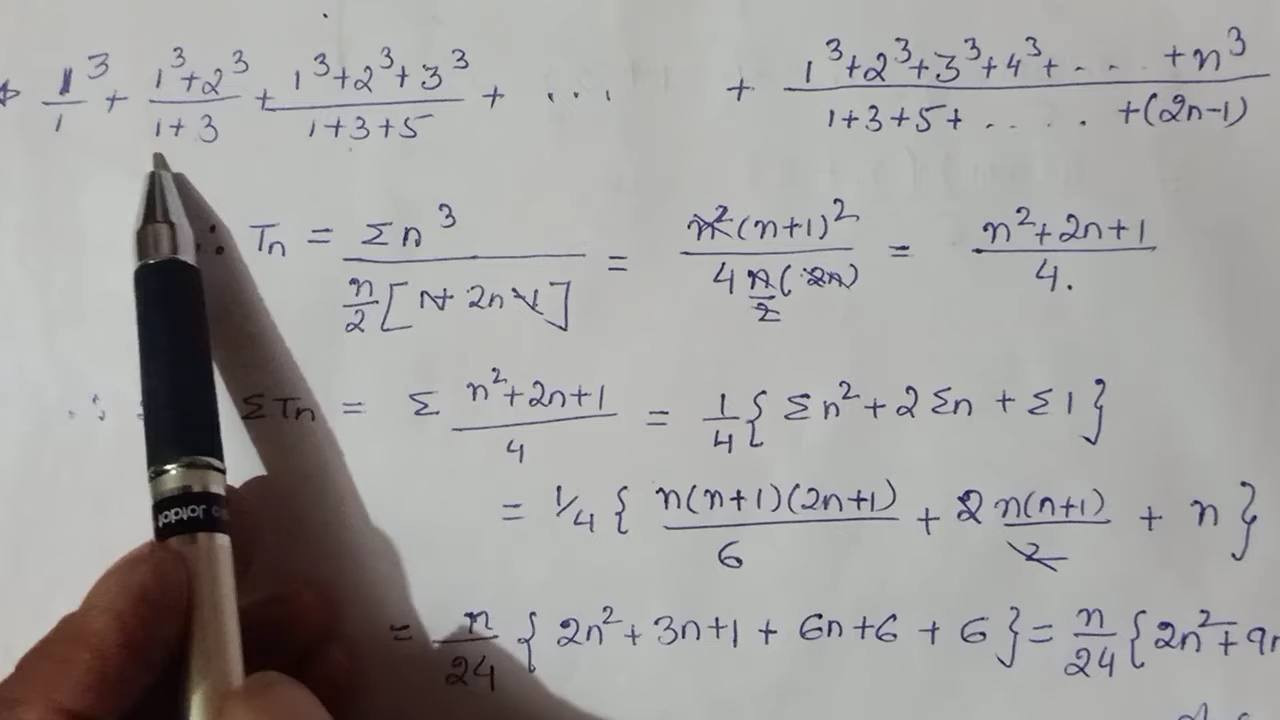 1³/1 + (1³+2³)/(1+3) + (1³+2³+3³)/(1+3+5) + ... + (1³+2³+3³+4³+ ... +n³)/(1+3+5+ ..... +(2n-1))
∴ Tn = Σn³/(n/2 [1+2n-1]) = n²(n+1)²/(4 n/2 (2n)) = (n²+2n+1)/4.
∴ ΣTn = Σ (n²+2n+1)/4 = 1/4 { Σn² + 2Σn + Σ1 }
= 1/4 { n(n+1)(2n+1)/6 + 2 n(n+1)/2 + n }
= n/24 { 2n²+3n+1 + 6n+6 + 6 } = n/24 { 2n²+9n
Jotdot